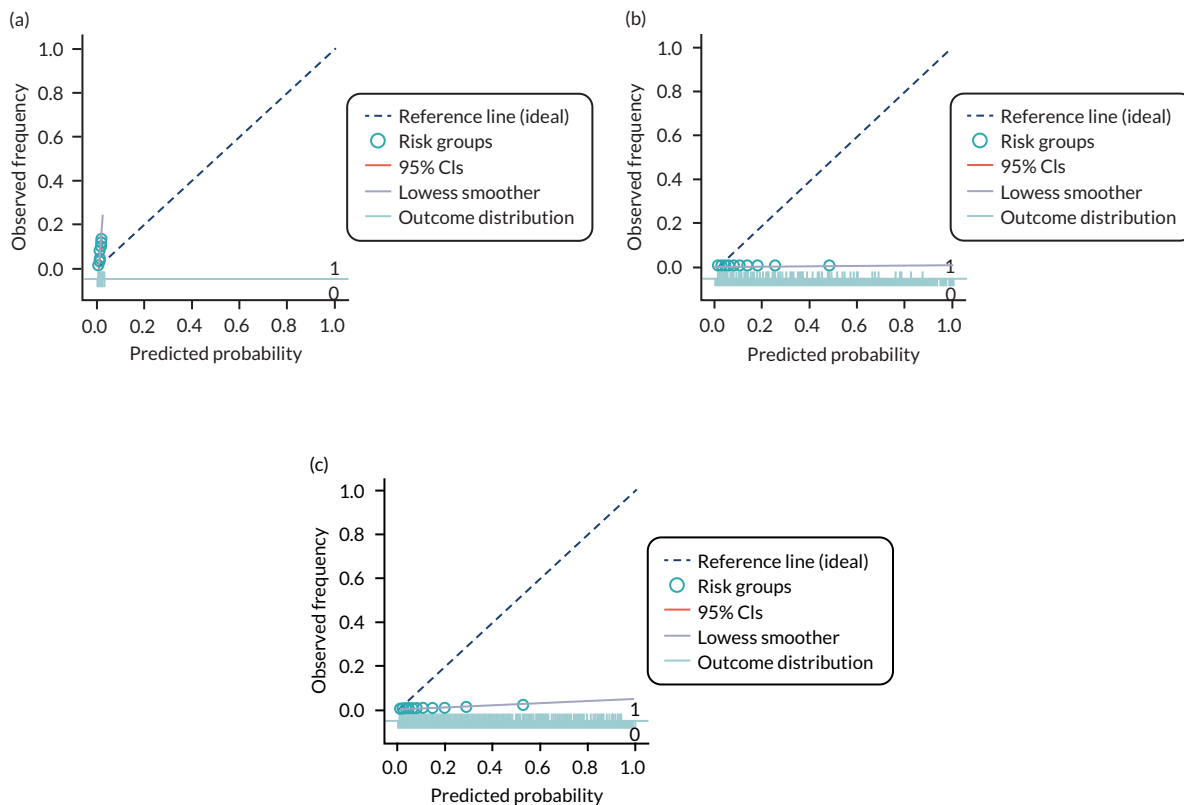 (a)
1.0
0.8
0.6
0.4
0.2
0.0
Observed frequency
0.0 0.2 0.4 0.6 0.8 1.0
Predicted probability
1
0
Reference line (ideal)
Risk groups
95% CIs
Lowess smoother
Outcome distribution
(b)
1.0
0.8
0.6
0.4
0.2
0.0
Observed frequency
0.0 0.2 0.4 0.6 0.8 1.0
Predicted probability
1
0
Reference line (ideal)
Risk groups
95% CIs
Lowess smoother
Outcome distribution
(c)
1.0
0.8
0.6
0.4
0.2
0.0
Observed frequency
0.0 0.2 0.4 0.6 0.8 1.0
Predicted probability
1
0
Reference line (ideal)
Risk groups
95% CIs
Lowess smoother
Outcome distribution